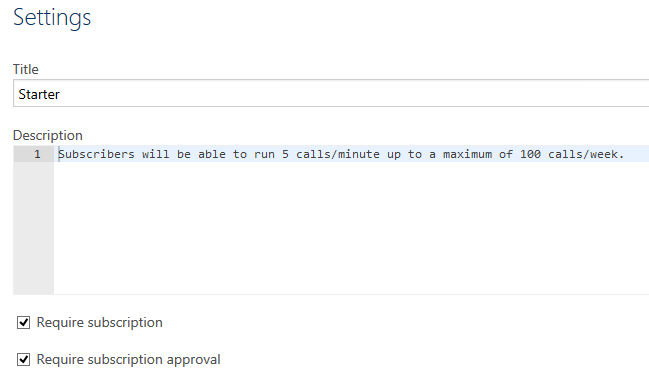 Settings
Title
Starter
Description
1 Subscribers will be able to run 5 calls/minute up to a maximum of 100 calls/week.
Require subscription
Require subscription approval